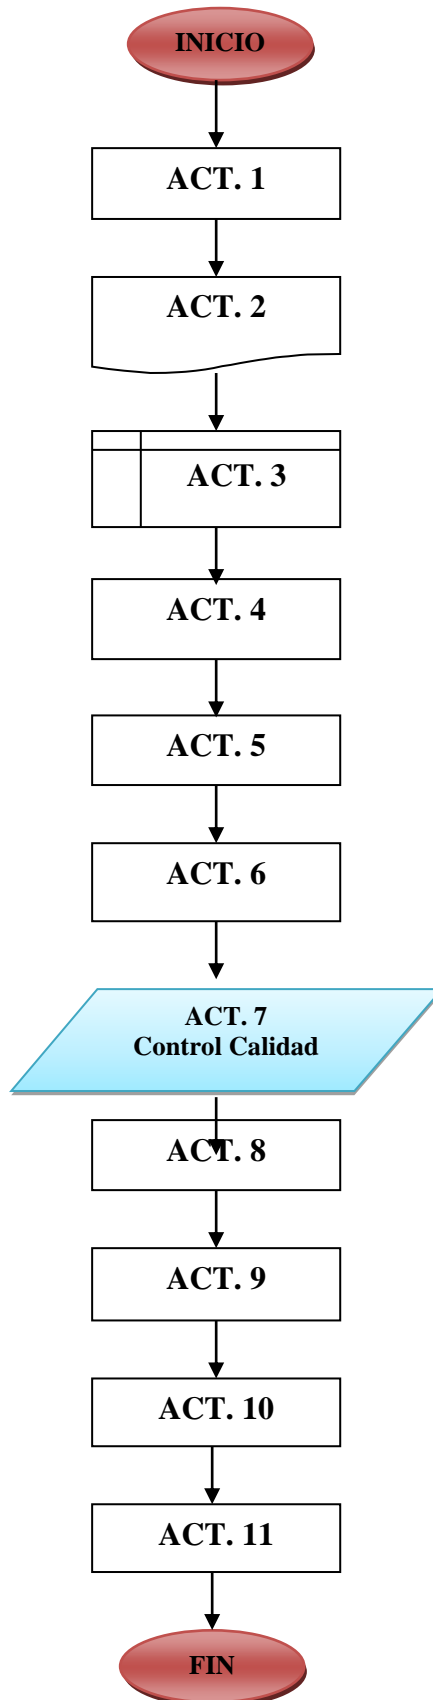 INICIO
ACT. 1
ACT. 2
ACT. 3
ACT. 4
ACT. 5
ACT. 6
ACT. 7
Control Calidad
ACT. 8
ACT. 9
ACT. 10
ACT. 11
FIN